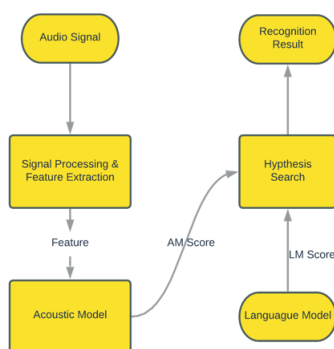 Audio Signal
Signal Processing &
Feature Extraction
Feature
Acoustic Model
AM Score
Recognition
Result
Hypthesis
Search
LM Score
Languague Model